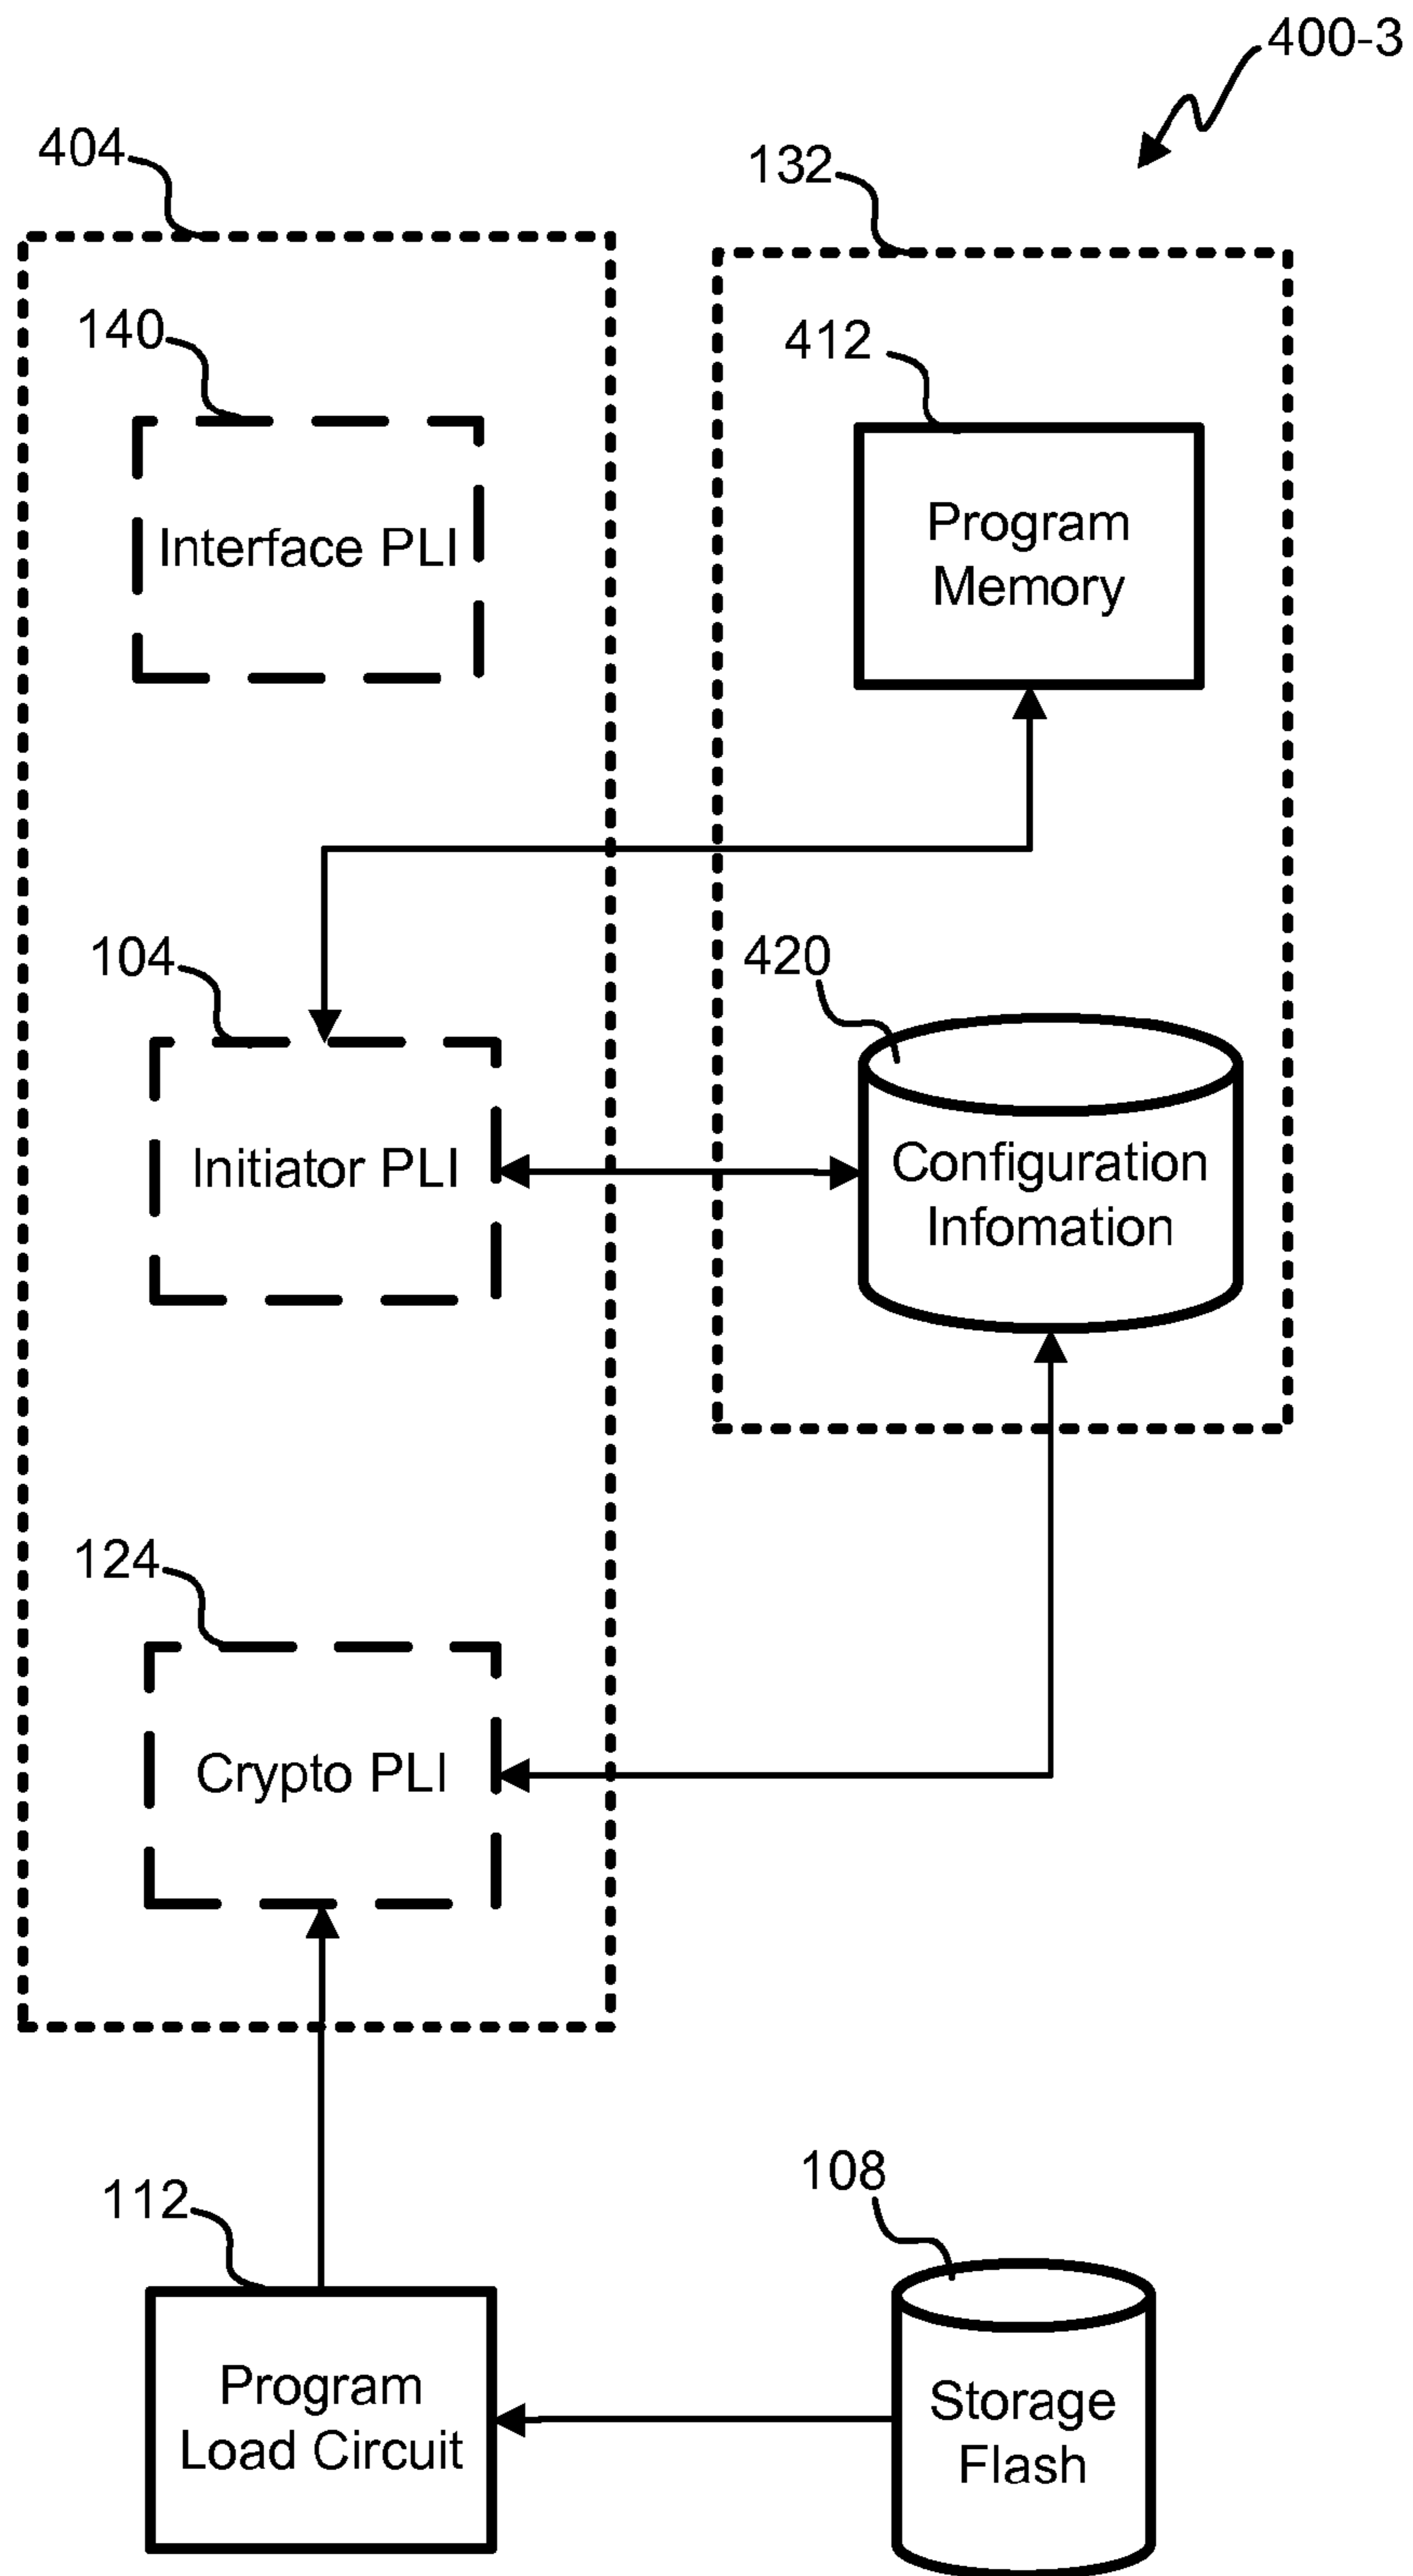 400-3
404
132
140
412
Interface PLI
Program
Memory
104
420
Initiator PLI
Configuration
Infomation
124
Crypto PLI
112
108
Program
Load Circuit
Storage
Flash